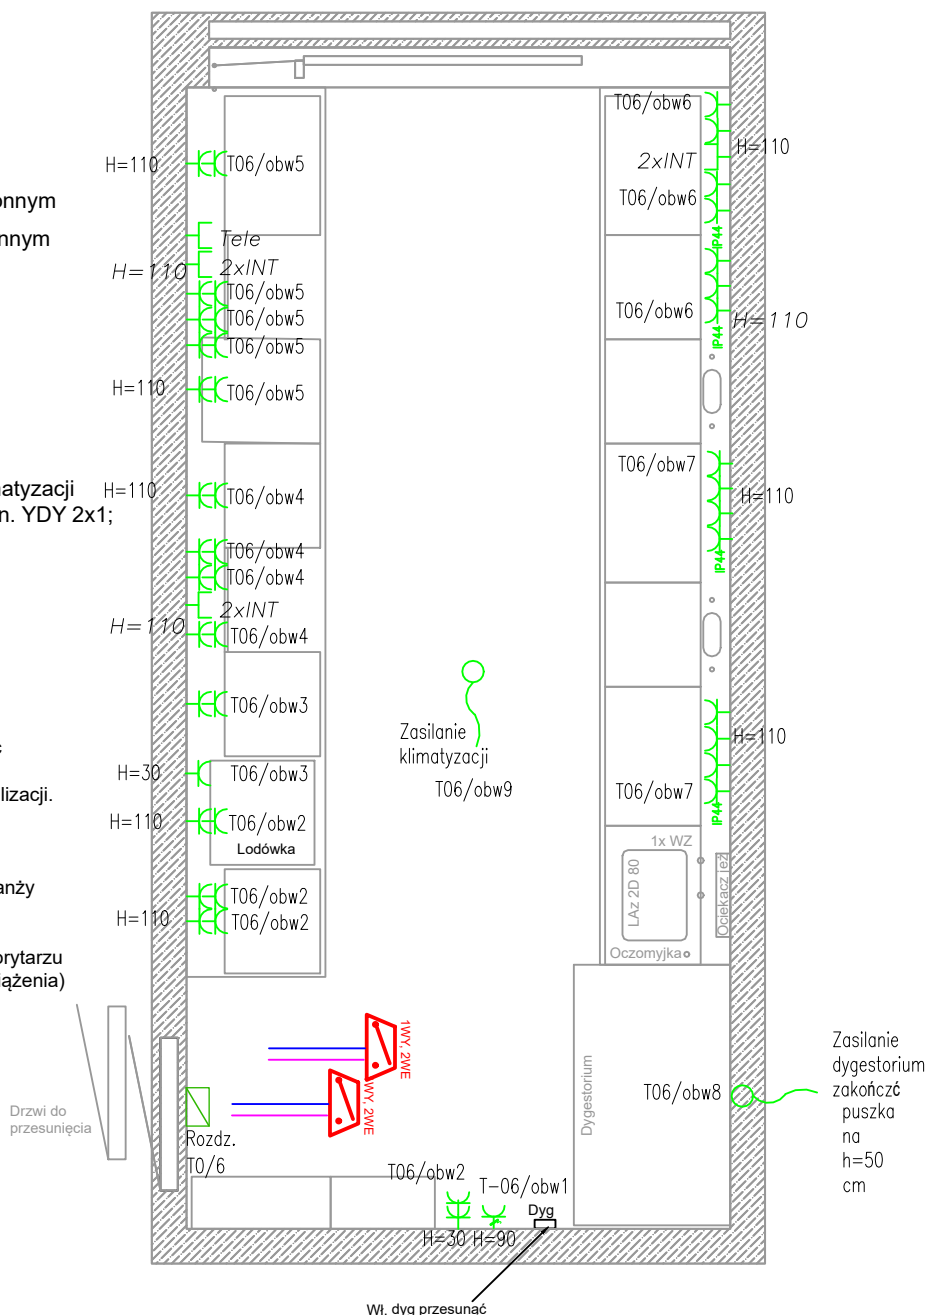 T06/obw6
H=110
2xINT
T06/obw6
IP44
T06/obw6
H=110
IP44
T06/obw7
H=110
IP44
H=110
T06/obw7
IP44
H=110
T06/obw5
onnym
nnym
Tele
H=110
2xINT
T06/obw5
T06/obw5
T06/obw5
H=110
T06/obw5
matyzacji
n. YDY 2x1;
H=110
T06/obw4
T06/obw4
T06/obw4
2xINT
H=110
T06/obw4
T06/obw3
Zasilanie
klimatyzacji
T06/obw9
H=30
T06/obw3
lizacji.
H=110
T06/obw2
Lodówka
anży
T06/obw2
H=110
T06/obw2
orytarzu
iążenia)
1x WZ
LAz 2D 80
Ociekacz jeż
Oczomyjka
1WY, 2WE
WY, 2WE
Dygestorium
T06/obw8
Zasilanie
dygestorium
zakończć
puszka
na
h=50
cm
Drzwi do
przesunięcia
Rozdz.
T0/6
T06/obw2
T-06/obw1
Dyg
H=30
H=90
Wł. dyg przesunać